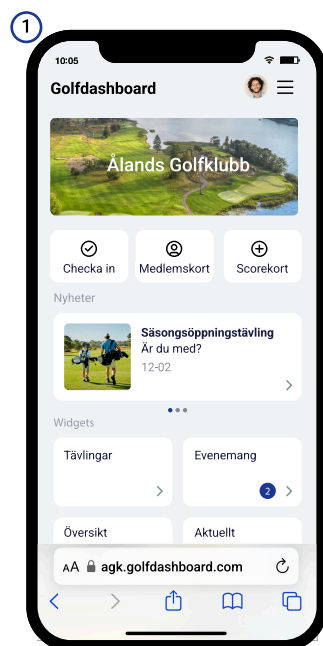 1
10:05
Golfdashboard
Ålands Golfklubb
Checka in
Medlemskort
Scorekort
Nyheter
Säsongsöppningstävling
Är du med?
12-02
Widgets
Tävlingar
Evenemang
2
Översikt
Aktuellt
AA agk.golfdashboard.com